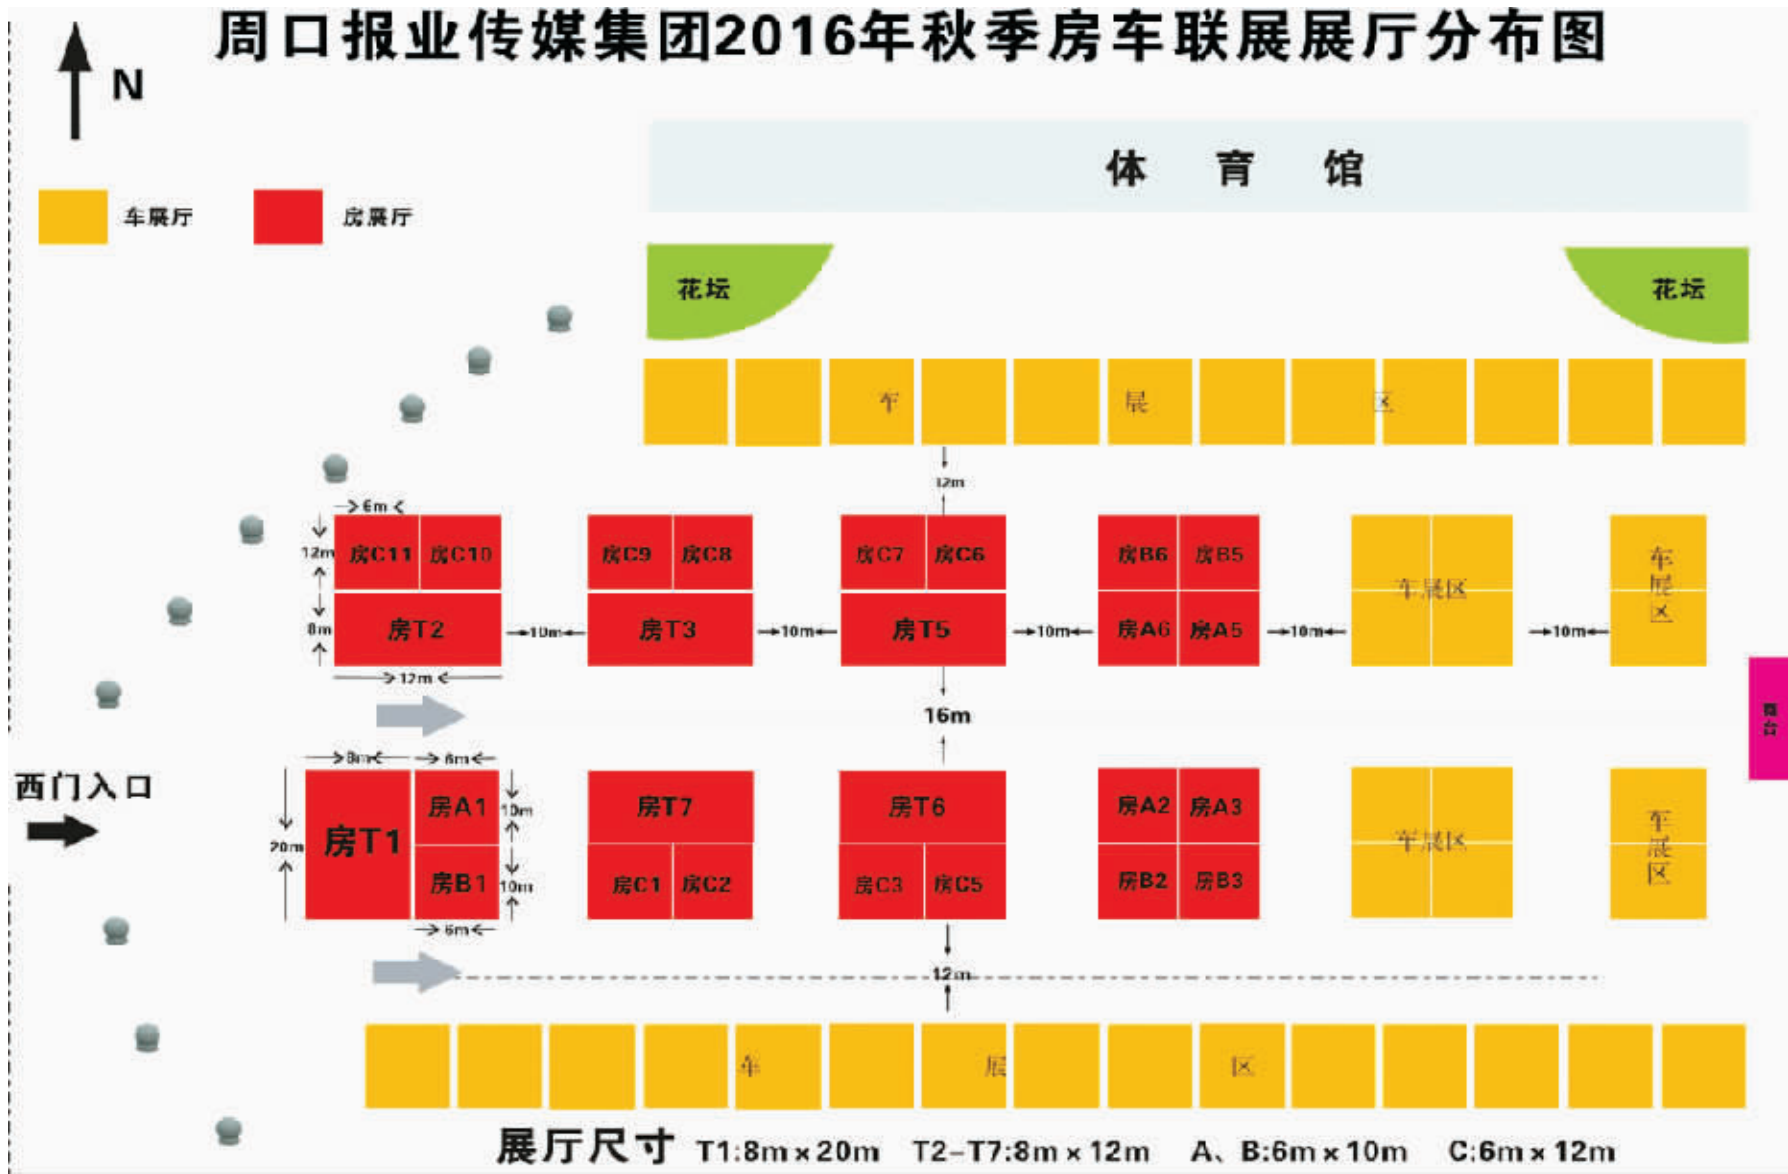 周口报业传媒集团2016年秋季房车联展展厅分布图
N
体育馆
车展厅
房展厅
花坛
花坛
车展区
12m
6m
12m
房C11
房C10
房C9
房C8
房C7
房C6
房B6
房B5
车展区
车展区
8m
房T2
10m
房T3
10m
房T5
10m
房A6
房A5
10m
10m
12m
16m
舞台
8m
6m
西门入口
20m
房T1
房A1
10m
房T7
房T6
房A2
房A3
车展区
车展区
房B1
10m
房C1
房C2
房C3
房C5
房B2
房B3
6m
12m
车展区
展厅尺寸 T1:8m×20m T2-T7:8m×12m A、B:6m×10m C:6m×12m